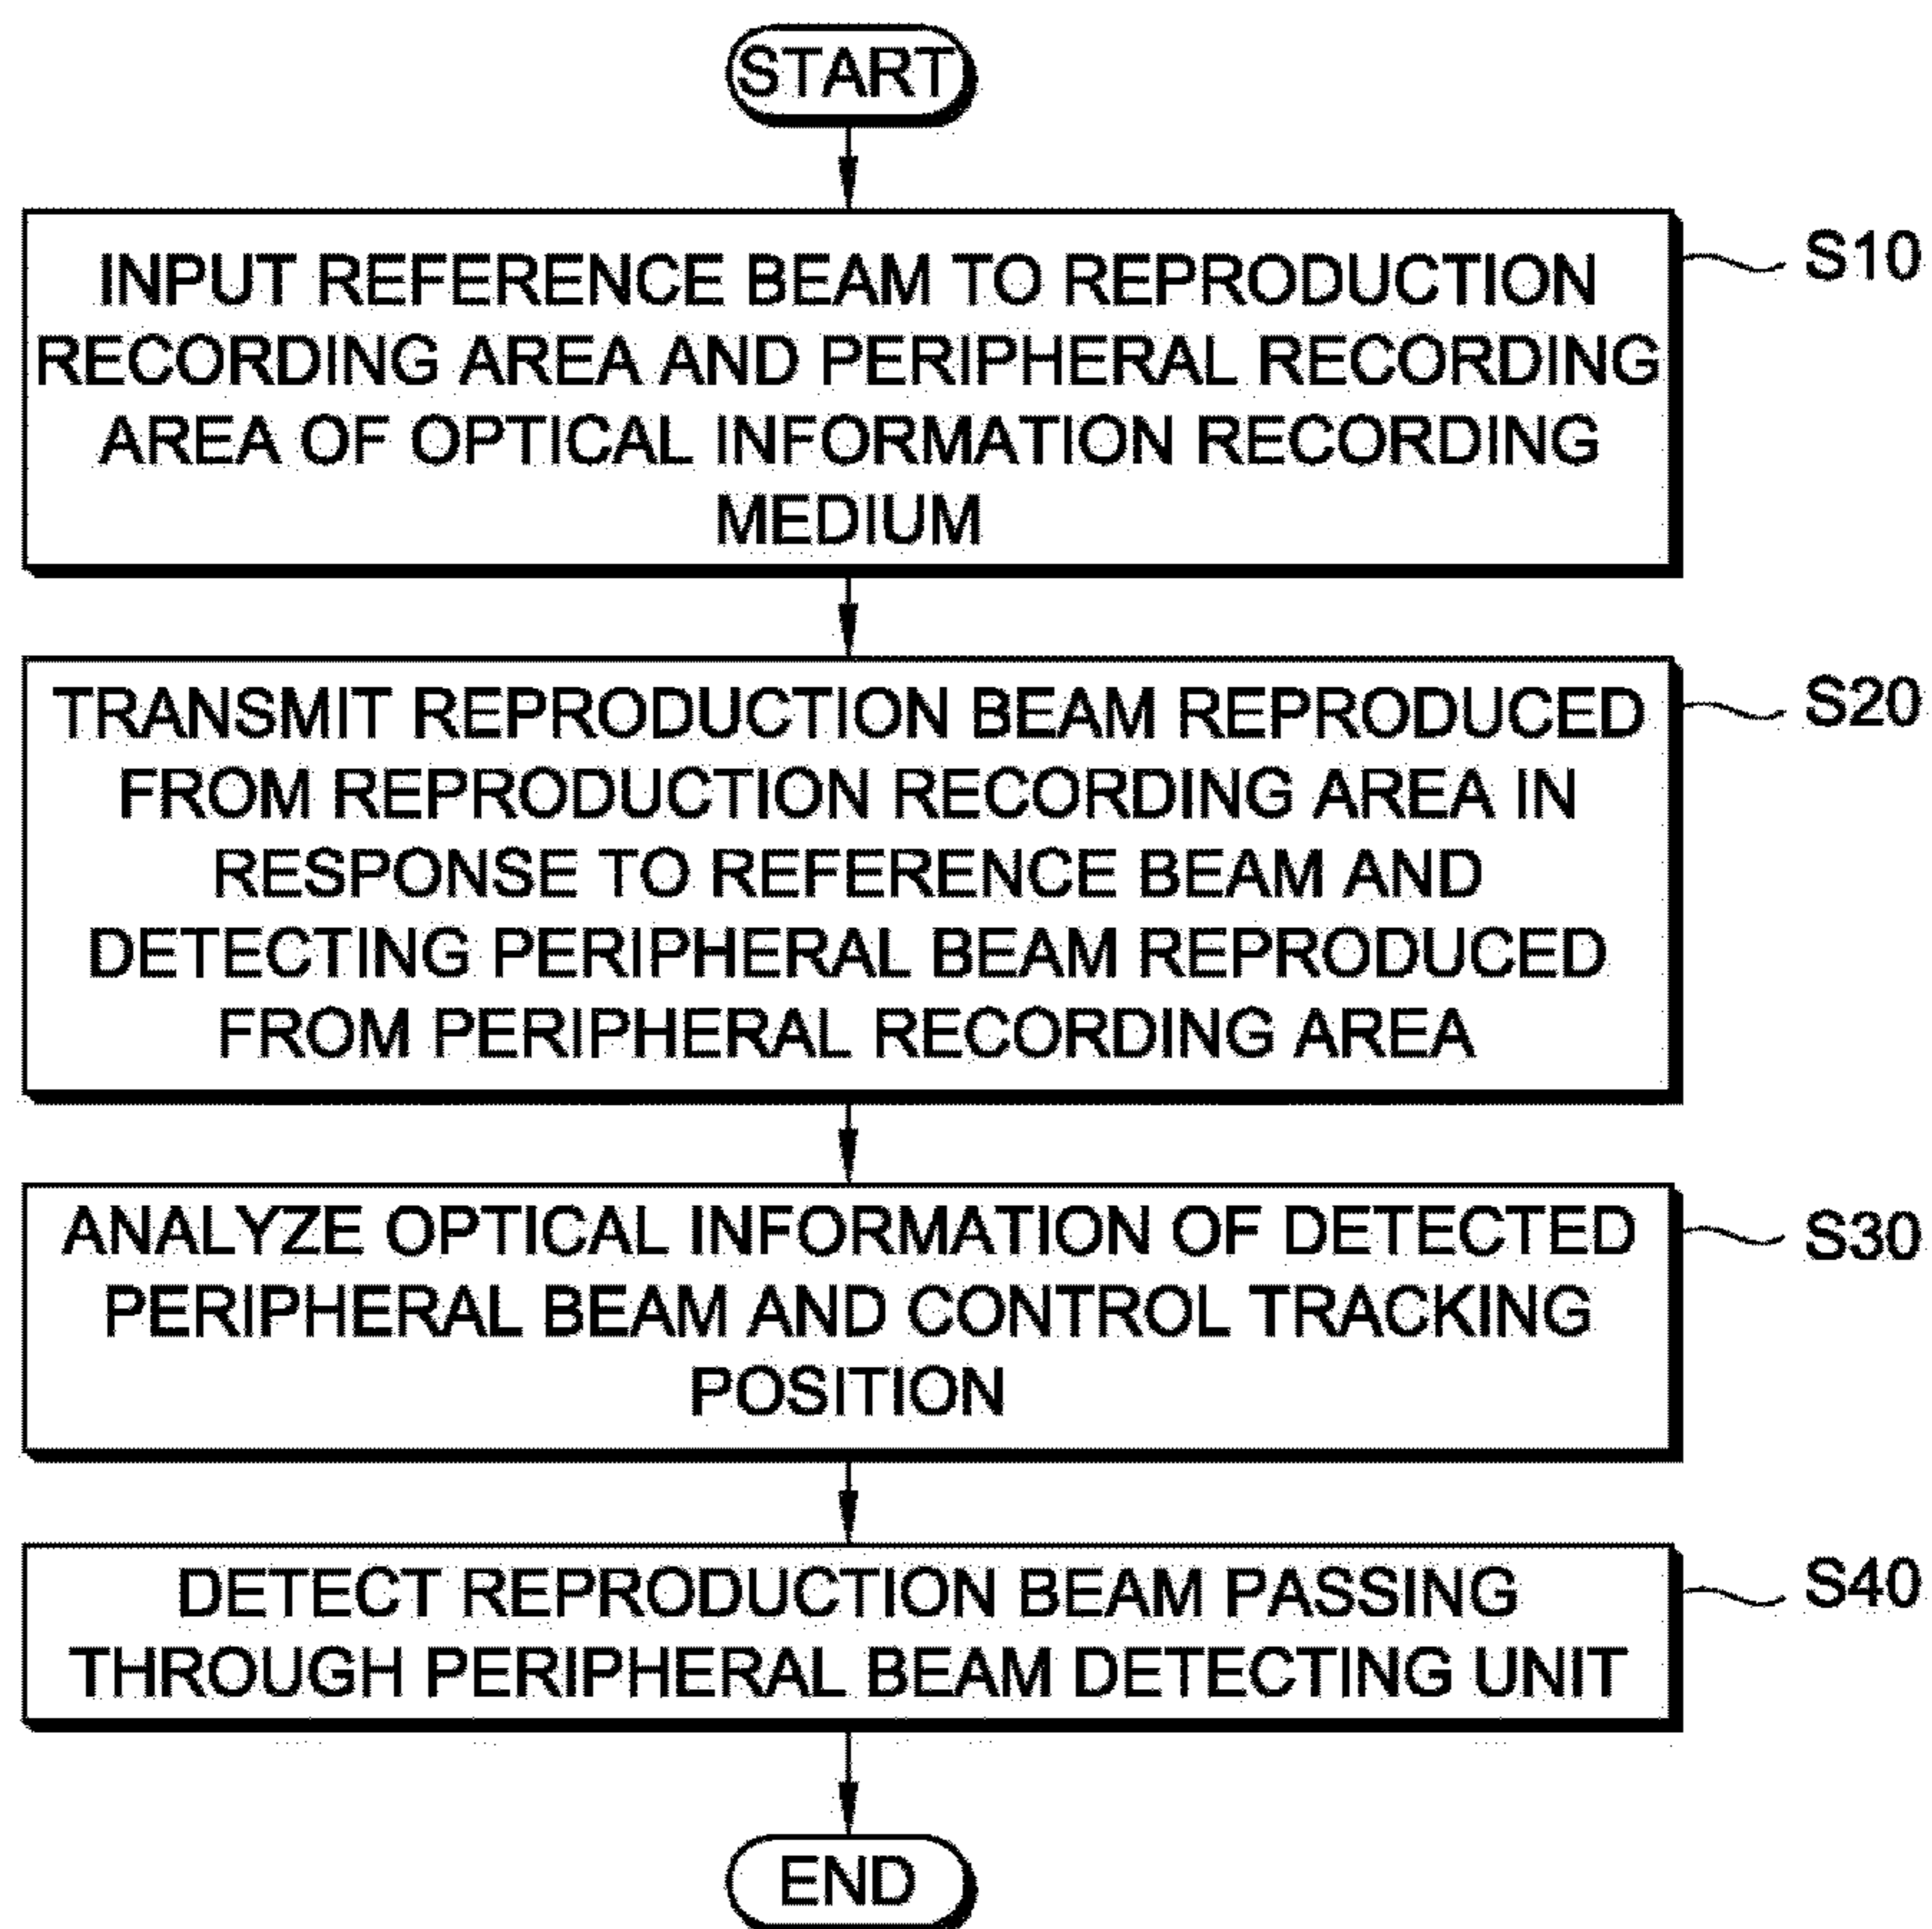 START
INPUT REFERENCE BEAM TO REPRODUCTION
RECORDING AREA AND PERIPHERAL RECORDING
AREA OF OPTICAL INFORMATION RECORDING
MEDIUM
S10
TRANSMIT REPRODUCTION BEAM REPRODUCED
FROM REPRODUCTION RECORDING AREA IN
RESPONSE TO REFERENCE BEAM AND
DETECTING PERIPHERAL BEAM REPRODUCED
FROM PERIPHERAL RECORDING AREA
S20
ANALYZE OPTICAL INFORMATION OF DETECTED
PERIPHERAL BEAM AND CONTROL TRACKING
POSITION
S30
DETECT REPRODUCTION BEAM PASSING
THROUGH PERIPHERAL BEAM DETECTING UNIT
S40
END